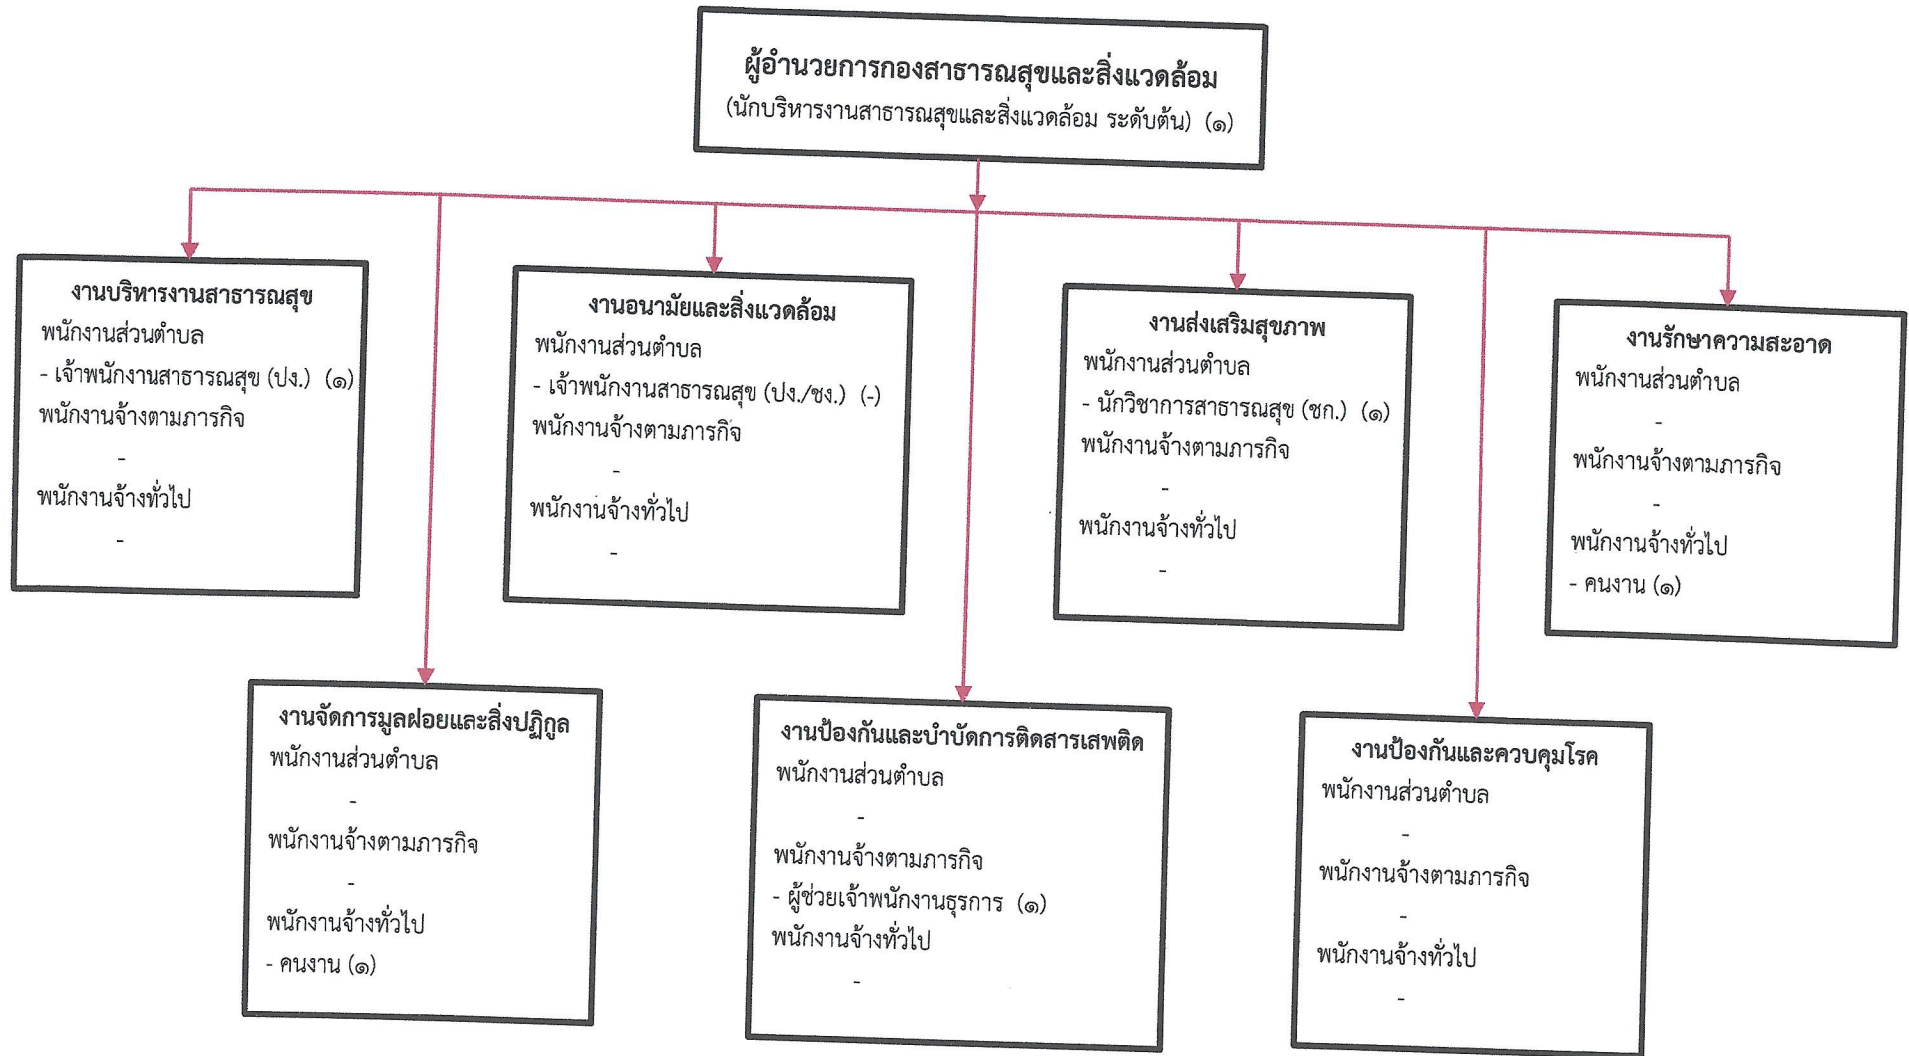 ผู้อำนวยการกองสาธารณสุขและสิ่งแวดล้อม
(นักบริหารงานสาธารณสุขและสิ่งแวดล้อม ระดับต้น) (๑)
งานบริหารงานสาธารณสุข
พนักงานส่วนตำบล
- เจ้าพนักงานสาธารณสุข (ปง.) (๑)
พนักงานจ้างตามภารกิจ
-
พนักงานจ้างทั่วไป
-
งานอนามัยและสิ่งแวดล้อม
พนักงานส่วนตำบล
- เจ้าพนักงานสาธารณสุข (ปง./ชง.) (-)
พนักงานจ้างตามภารกิจ
-
พนักงานจ้างทั่วไป
-
งานส่งเสริมสุขภาพ
พนักงานส่วนตำบล
- นักวิชาการสาธารณสุข (ชก.) (๑)
พนักงานจ้างตามภารกิจ
-
พนักงานจ้างทั่วไป
-
งานรักษาความสะอาด
พนักงานส่วนตำบล
-
พนักงานจ้างตามภารกิจ
-
พนักงานจ้างทั่วไป
- คนงาน (๑)
งานจัดการมูลฝอยและสิ่งปฏิกูล
พนักงานส่วนตำบล
-
พนักงานจ้างตามภารกิจ
-
พนักงานจ้างทั่วไป
- คนงาน (๑)
งานป้องกันและบำบัดการติดสารเสพติด
พนักงานส่วนตำบล
-
พนักงานจ้างตามภารกิจ
- ผู้ช่วยเจ้าพนักงานธุรการ (๑)
พนักงานจ้างทั่วไป
-
งานป้องกันและควบคุมโรค
พนักงานส่วนตำบล
-
พนักงานจ้างตามภารกิจ
-
พนักงานจ้างทั่วไป
-